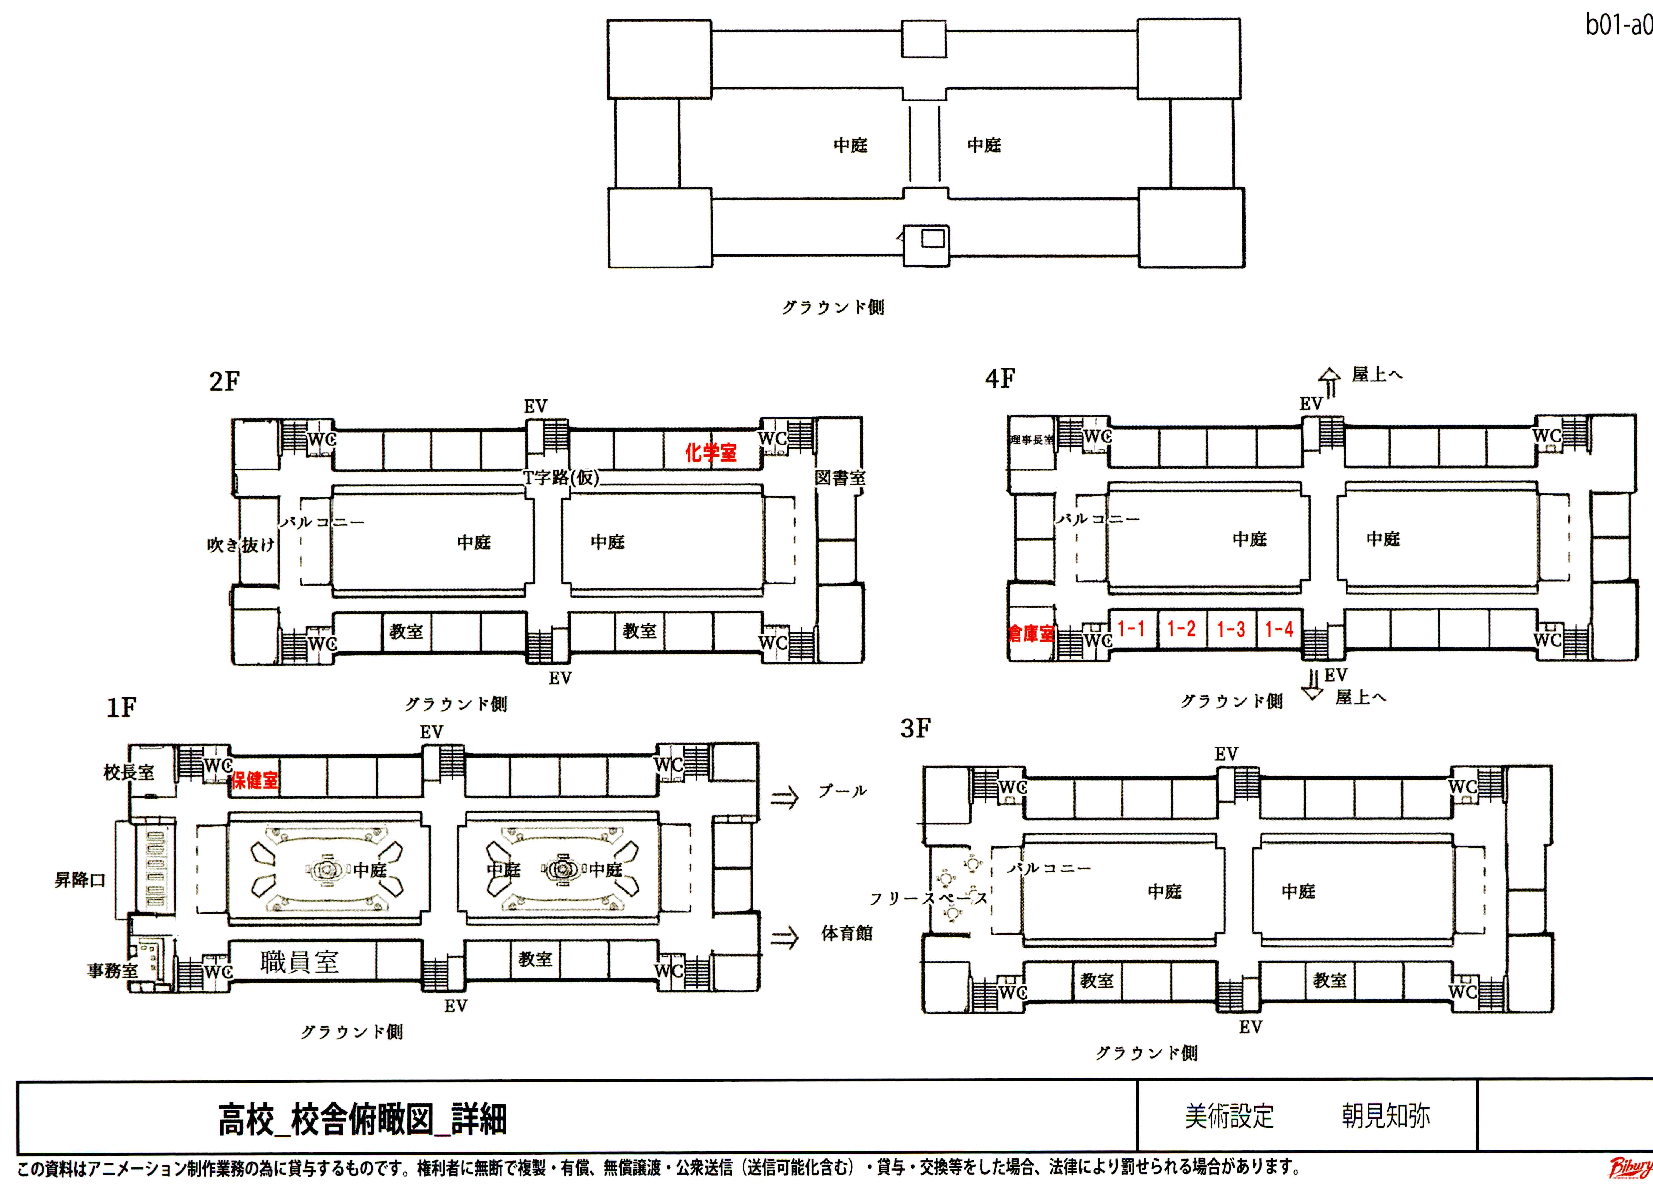 b01-a0
中庭
中庭
グラウンド側
2F
EV
WC
化学室
WC
T字路(仮)
図書室
バルコニー
吹き抜け
中庭
中庭
WC
教室
教室
WC
EV
グラウンド側
4F
屋上へ
EV
理事長室
WC
WC
バルコニー
中庭
中庭
倉庫室
WC
1-1
1-2
1-3
1-4
WC
EV
屋上へ
グラウンド側
1F
EV
校長室
WC
保健室
WC
プール
昇降口
中庭
中庭
中庭
体育館
事務室
WC
職員室
教室
WC
EV
グラウンド側
3F
EV
WC
WC
バルコニー
フリースペース
中庭
中庭
WC
教室
教室
WC
EV
グラウンド側
高校_校舎俯瞰図_詳細
美術設定
朝見知弥
この資料はアニメーション制作業務の為に貸与するものです。権利者に無断で複製・有償、無償譲渡・公衆送信（送信可能化含む）・貸与・交換等をした場合、法律により罰せられる場合があります。
Bibury